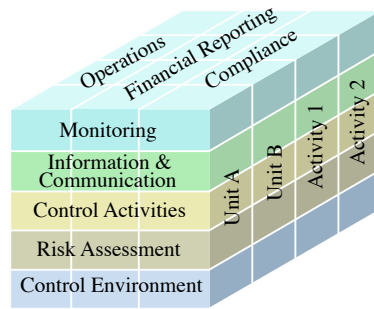 Operations
Financial Reporting
Compliance
Monitoring
Information &
Communication
Control Activities
Risk Assessment
Control Environment
Unit A
Unit B
Activity 1
Activity 2